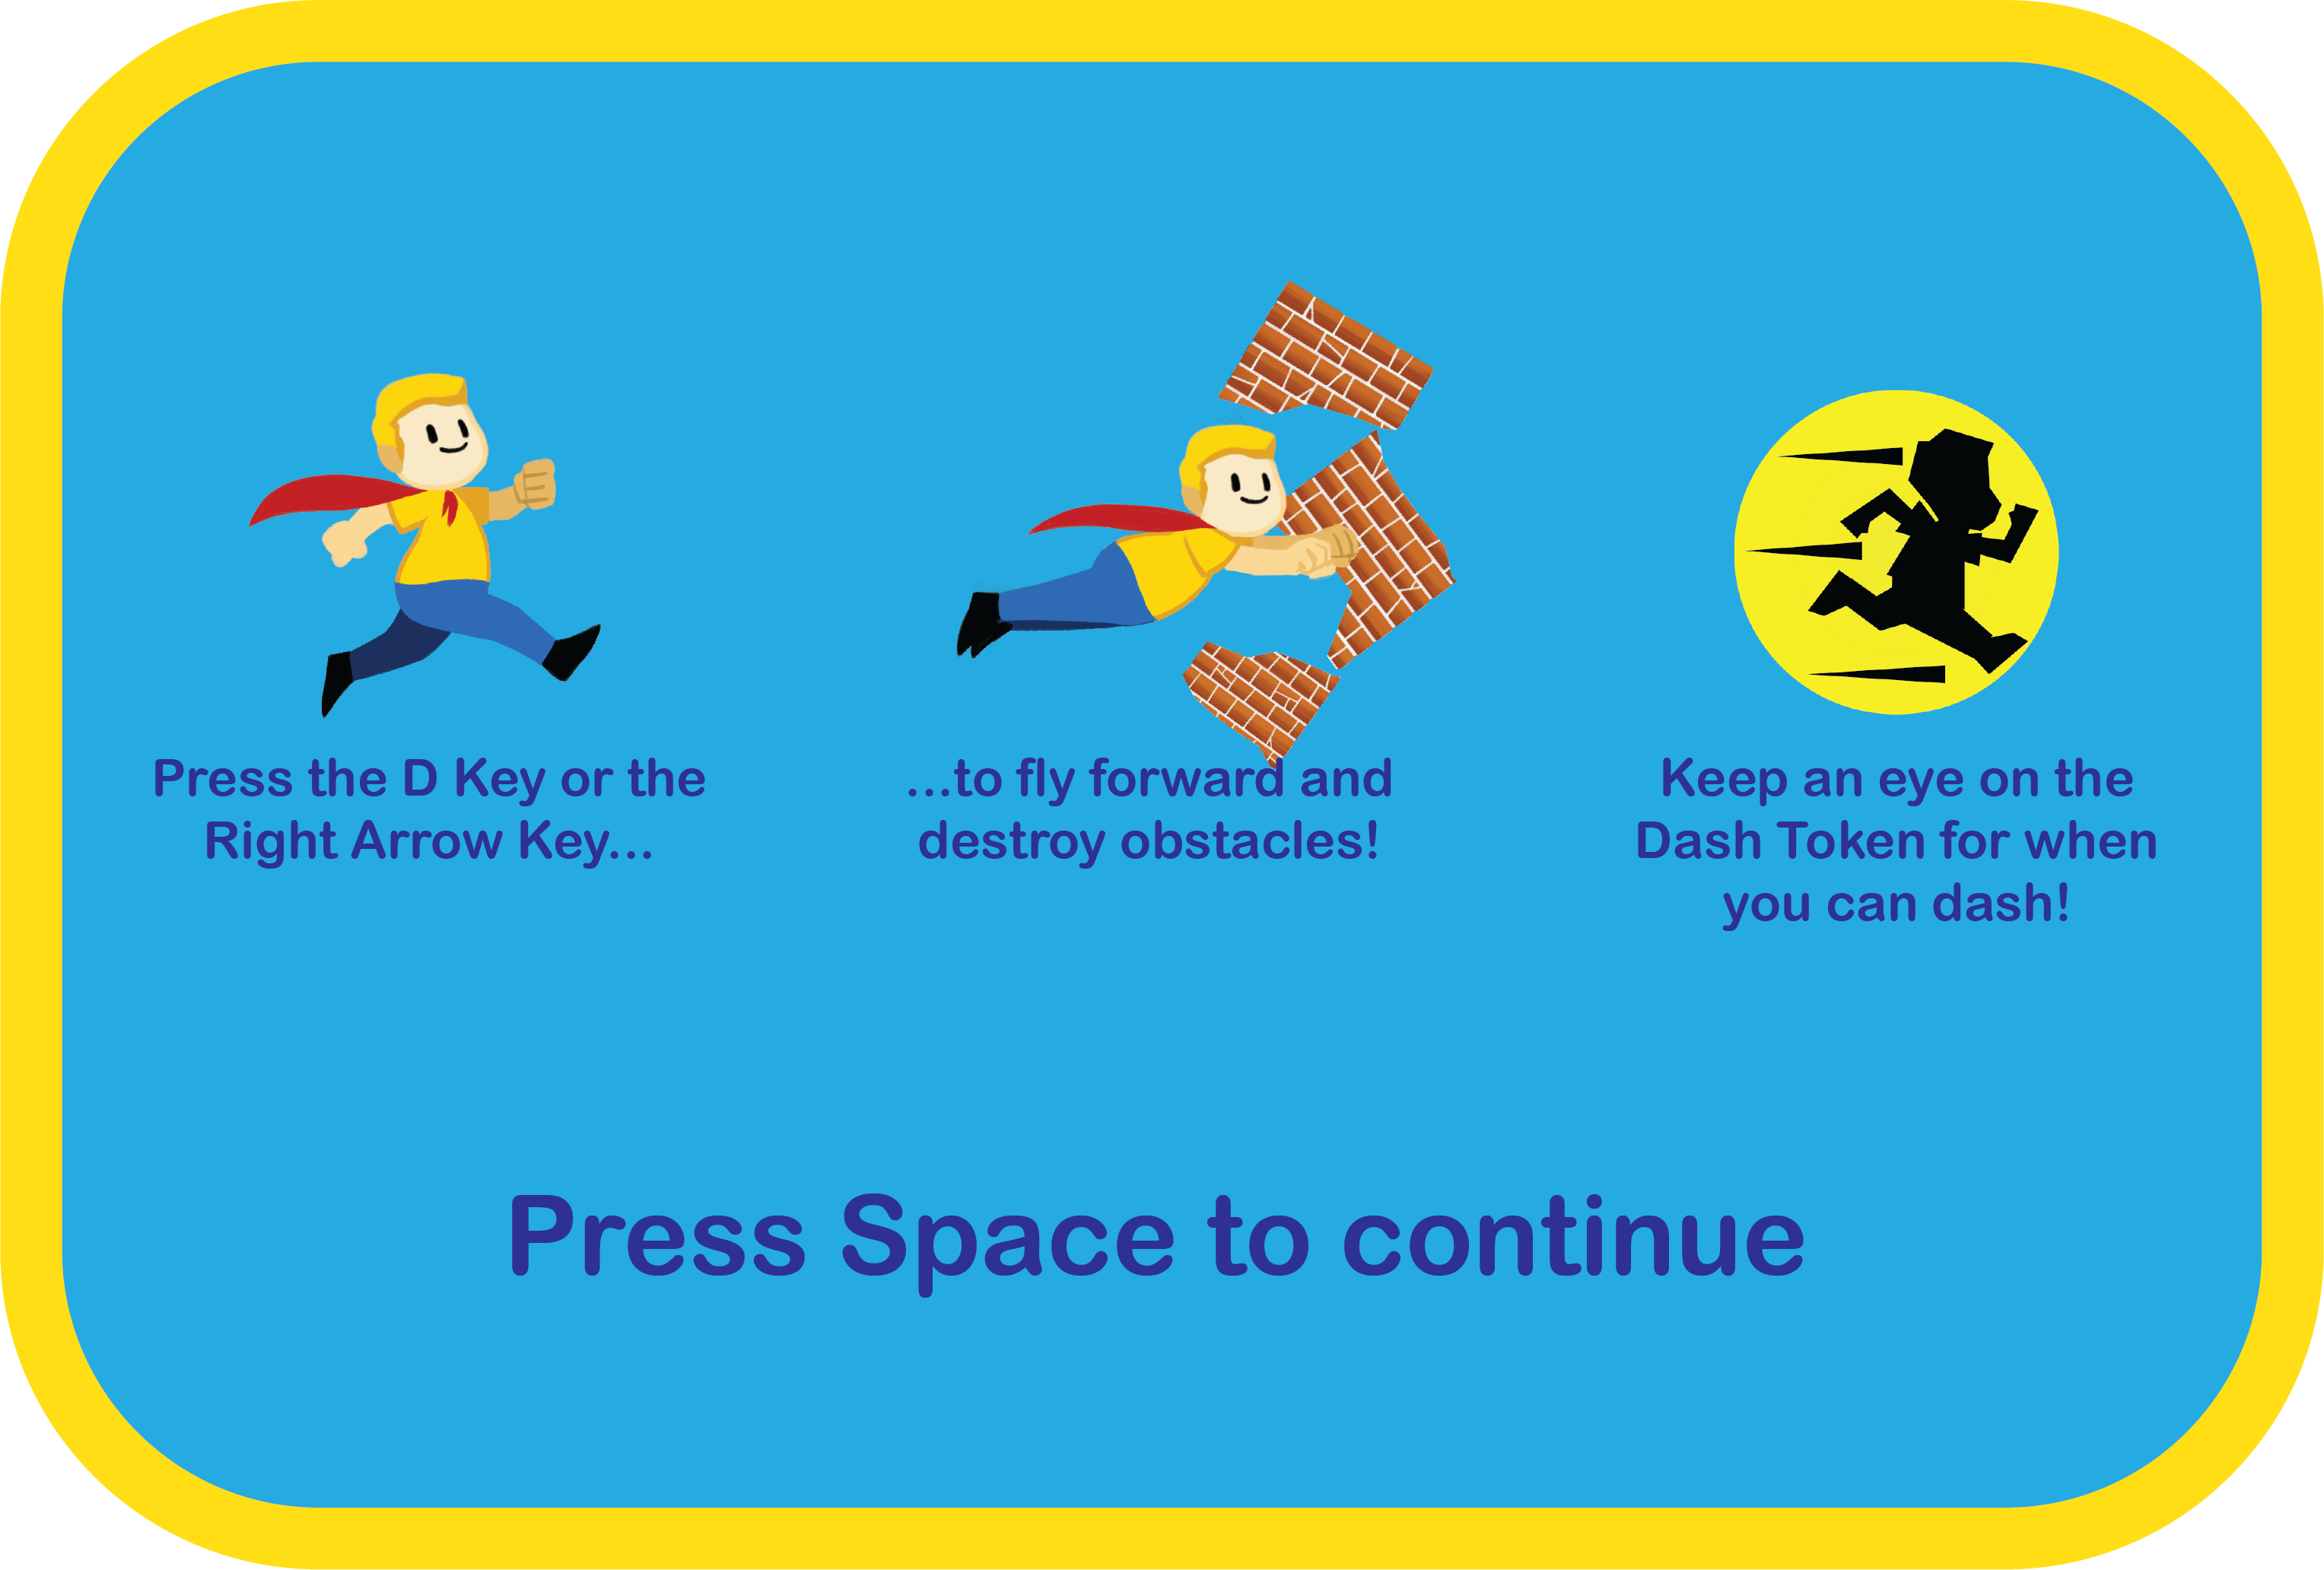 Press the D Key or the
Right Arrow Key...
...to fly forward and
destroy obstacles!
Keep an eye on the
Dash Token for when
you can dash!
Press Space to continue